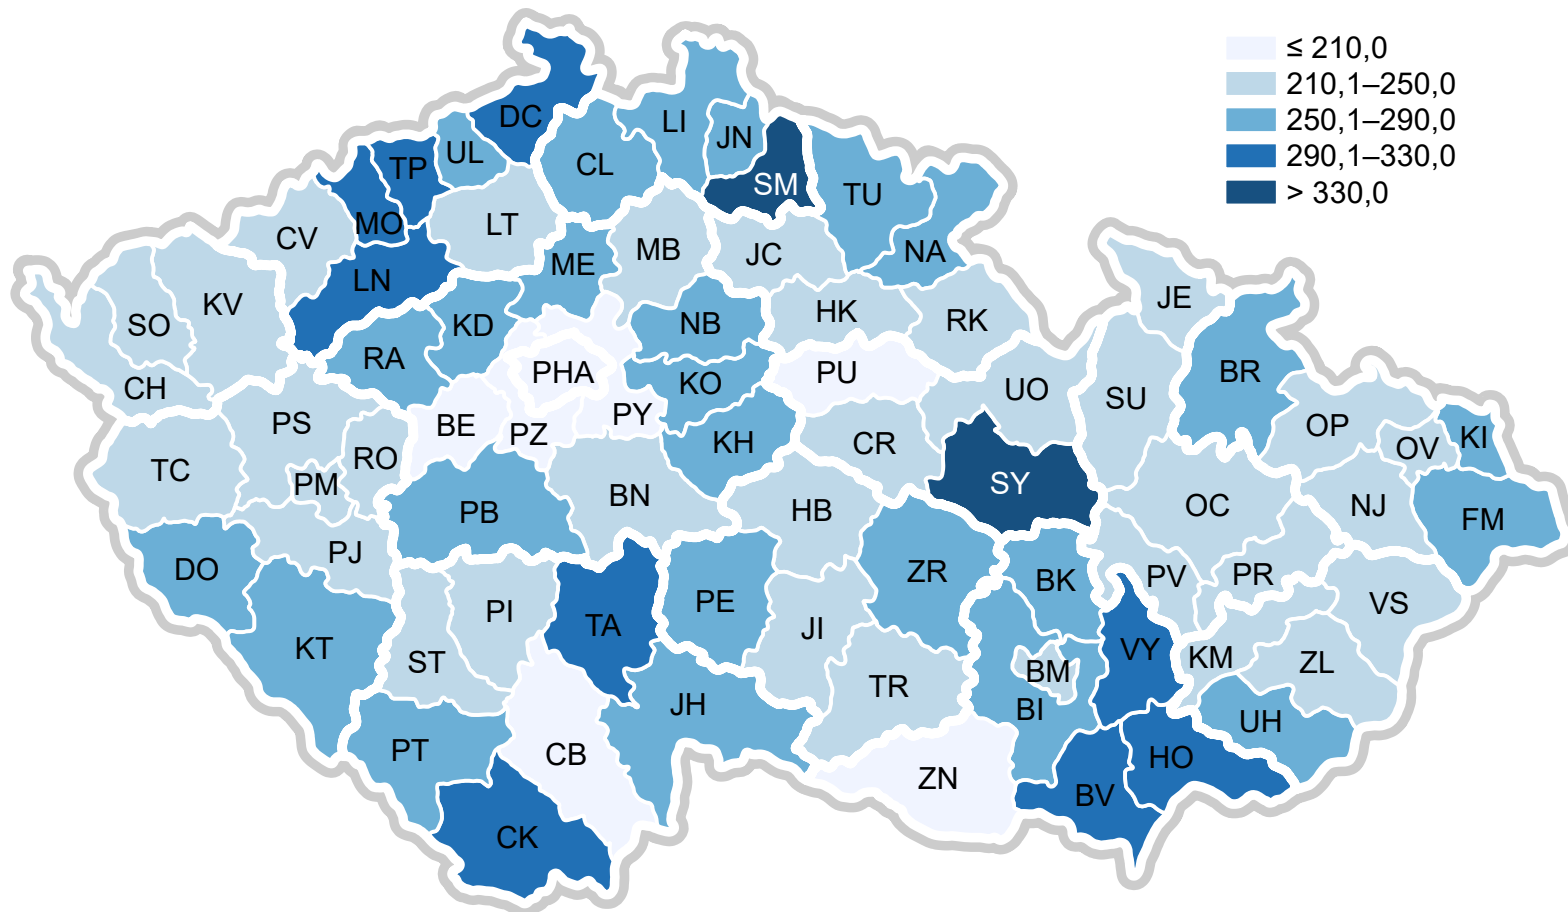 ≤ 210,0
210,1–250,0
250,1–290,0
290,1–330,0
> 330,0
DC
LI
JN
UL
TP
CL
SM
TU
MO
LT
CV
MB
JC
NA
ME
LN
KV
SO
KD
NB
HK
RK
JE
RA
PHA
KO
PU
UO
SU
BR
CH
PS
BE
PZ
PY
KH
CR
OP
OV
KI
TC
RO
PM
PB
BN
HB
SY
OC
NJ
FM
PJ
DO
ZR
BK
PV
PR
VS
PI
TA
PE
JI
KT
ST
VY
KM
ZL
BM
TR
JH
BI
UH
PT
CB
ZN
BV
HO
CK